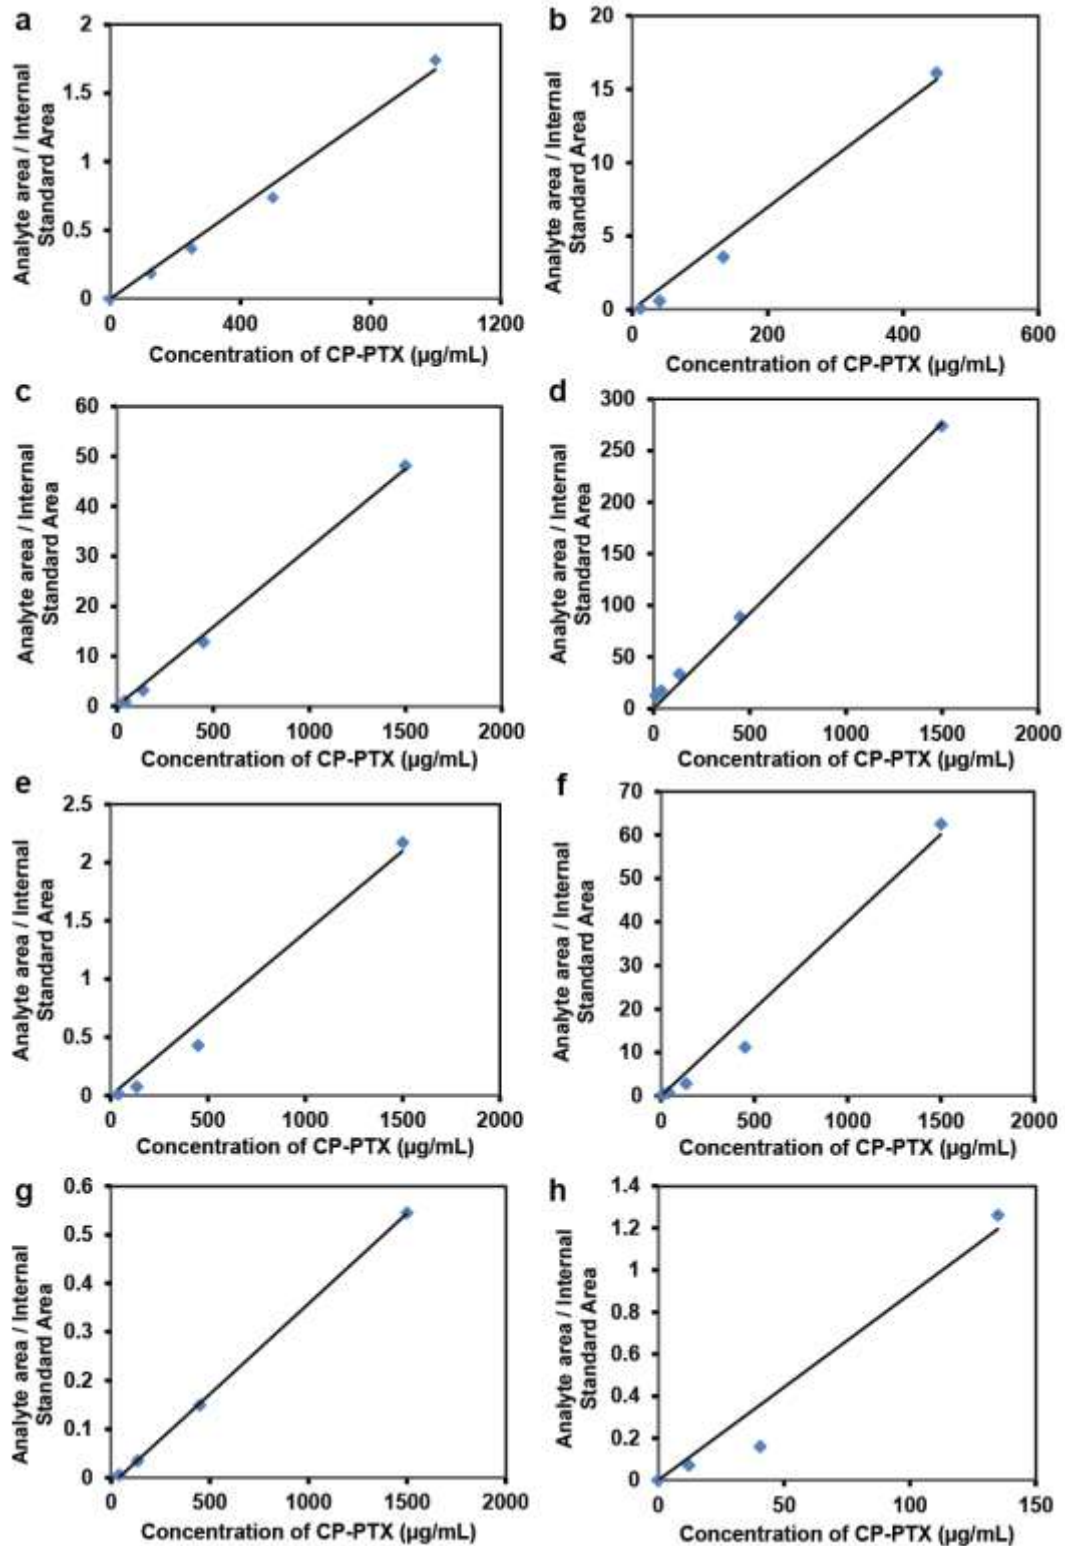 a
Analyte area / Internal
Standard Area
2
1.5
1
0.5
0
0 400 800 1200
Concentration of CP-PTX (µg/mL)
b
Analyte area / Internal
Standard Area
20
15
10
5
0
0 200 400 600
Concentration of CP-PTX (µg/mL)
c
Analyte area / Internal
Standard Area
60
50
40
30
20
10
0
0 500 1000 1500 2000
Concentration of CP-PTX (µg/mL)
d
Analyte area / Internal
Standard Area
300
250
200
150
100
50
0
0 500 1000 1500 2000
Concentration of CP-PTX (µg/mL)
e
Analyte area / Internal
Standard Area
2.5
2
1.5
1
0.5
0
0 500 1000 1500 2000
Concentration of CP-PTX (µg/mL)
f
Analyte area / Internal
Standard Area
70
60
50
40
30
20
10
0
0 500 1000 1500 2000
Concentration of CP-PTX (µg/mL)
g
Analyte area / Internal
Standard Area
0.6
0.5
0.4
0.3
0.2
0.1
0
0 500 1000 1500 2000
Concentration of CP-PTX (µg/mL)
h
Analyte area / Internal
Standard Area
1.4
1.2
1
0.8
0.6
0.4
0.2
0
0 50 100 150
Concentration of CP-PTX (µg/mL)